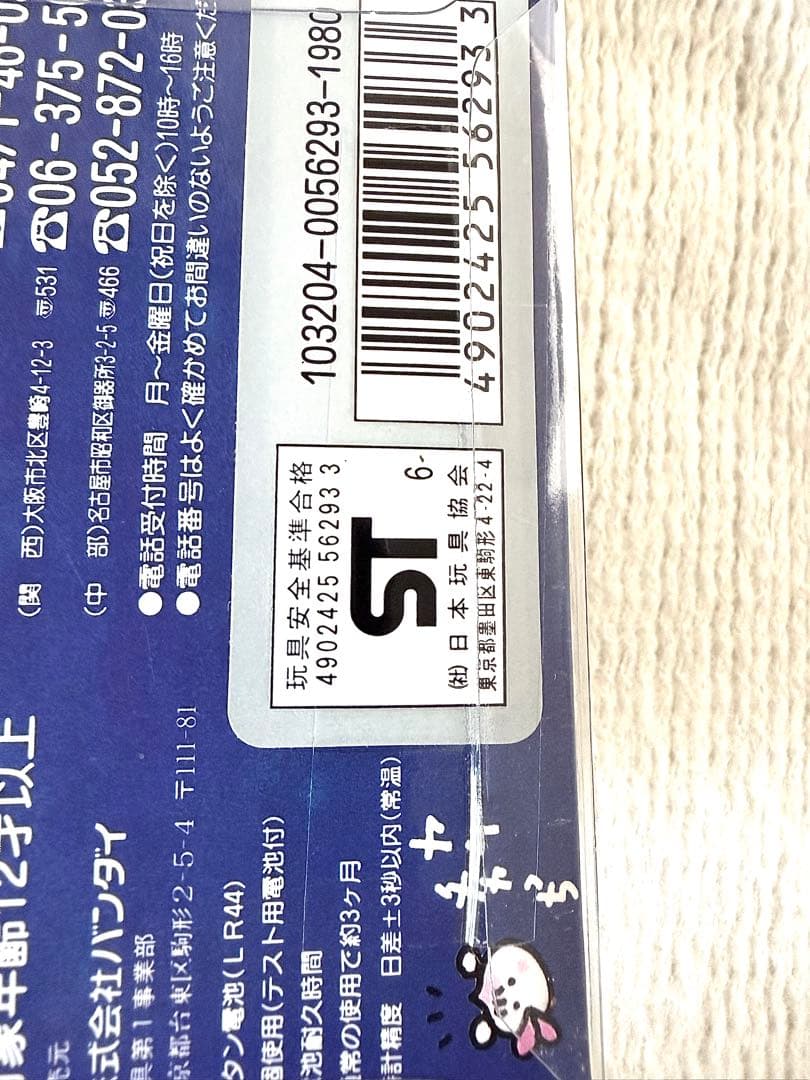 象年齢12才以上
式会社バンダイ
具第1事業部
京都台東区駒形2-5-4 〒111-81
タン電池(LR44)
個使用(テスト用電池付)
池耐久時間
常の使用で約3ヶ月
計精度 日差±3秒以内(常温)
(関 西)大阪市北区豊崎4-12-3 〒531
☎06-375-5
(中 部)名古屋市昭和区御器所3-2-5 〒466
☎052-872-0
●電話受付時間 月〜金曜日(祝日を除く)10時〜16時
●電話番号はよく確かめてお間違いのないようご注意くだ
103204-0056293-1980
4902425 56293 3
玩具安全基準合格
4902425 56293 3
ST 6-
(社)日本玩具協会
東京都墨田区東駒形4-22-4